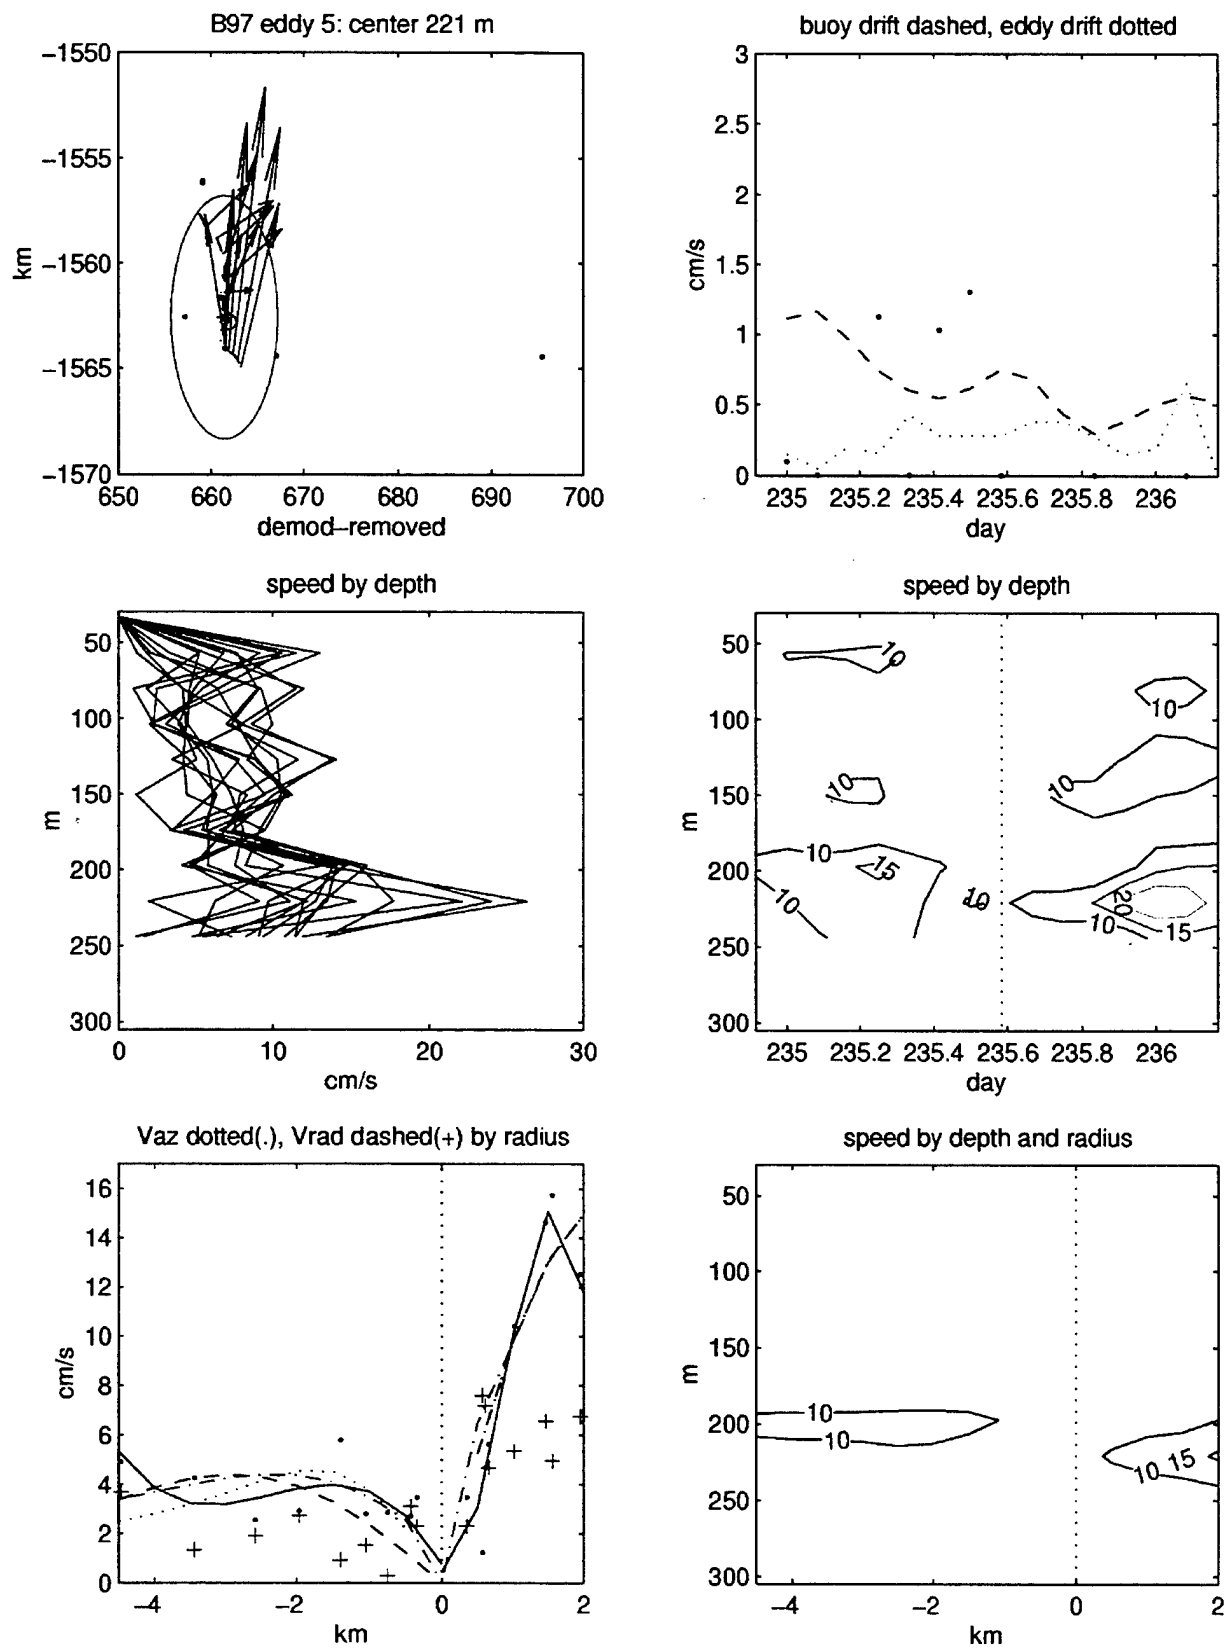 B97 eddy 5: center 221 m
−1550
−1555
−1560
−1565
−1570
km
650 660 670 680 690 700
demod−removed
buoy drift dashed, eddy drift dotted
3
2.5
2
1.5
1
0.5
0
cm/s
235 235.2 235.4 235.6 235.8 236
day
speed by depth
50
100
150
200
250
300
m
0 10 20 30
cm/s
speed by depth
50
100
150
200
250
300
m
10
10
10
10
10
15
10
10
20
10
15
235 235.2 235.4 235.6 235.8 236
day
Vaz dotted(.), Vrad dashed(+) by radius
16
14
12
10
8
6
4
2
0
cm/s
−4 −2 0 2
km
speed by depth and radius
50
100
150
200
250
300
m
10
10
10 15
−4 −2 0 2
km